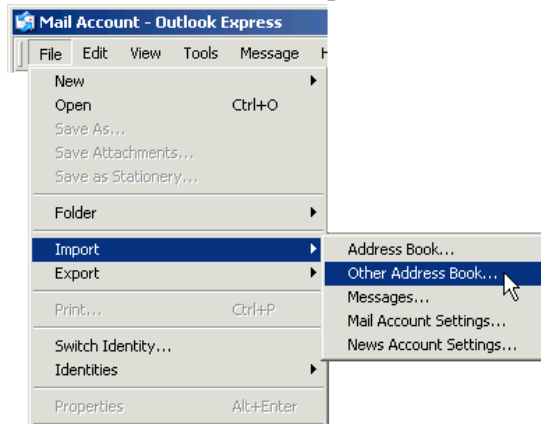 Mail Account - Outlook Express
File Edit View Tools Message
New
Open Ctrl+O
Save As...
Save Attachments...
Save as Stationery...
Folder
Import
Export
Print... Ctrl+P
Switch Identity...
Identities
Properties Alt+Enter
Address Book...
Other Address Book...
Messages...
Mail Account Settings...
News Account Settings...